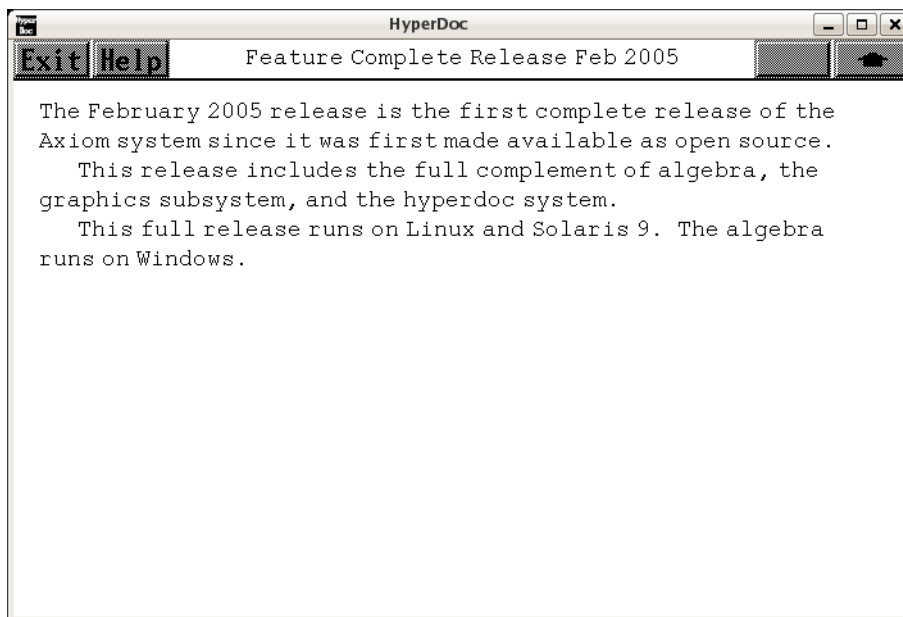 Hyper
Doc
HyperDoc
Exit Help Feature Complete Release Feb 2005
The February 2005 release is the first complete release of the
Axiom system since it was first made available as open source.
This release includes the full complement of algebra, the
graphics subsystem, and the hyperdoc system.
This full release runs on Linux and Solaris 9. The algebra
runs on Windows.